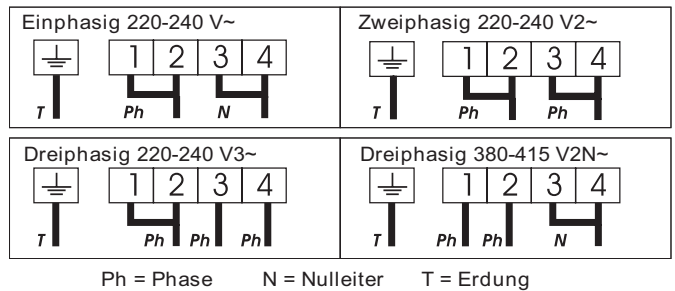 Einphasig 220-240 V~
1 2 3 4
T Ph N
Zweiphasig 220-240 V2~
1 2 3 4
T Ph Ph
Dreiphasig 220-240 V3~
1 2 3 4
T Ph Ph Ph
Dreiphasig 380-415 V2N~
1 2 3 4
T Ph Ph N
Ph = Phase N = Nulleiter T = Erdung